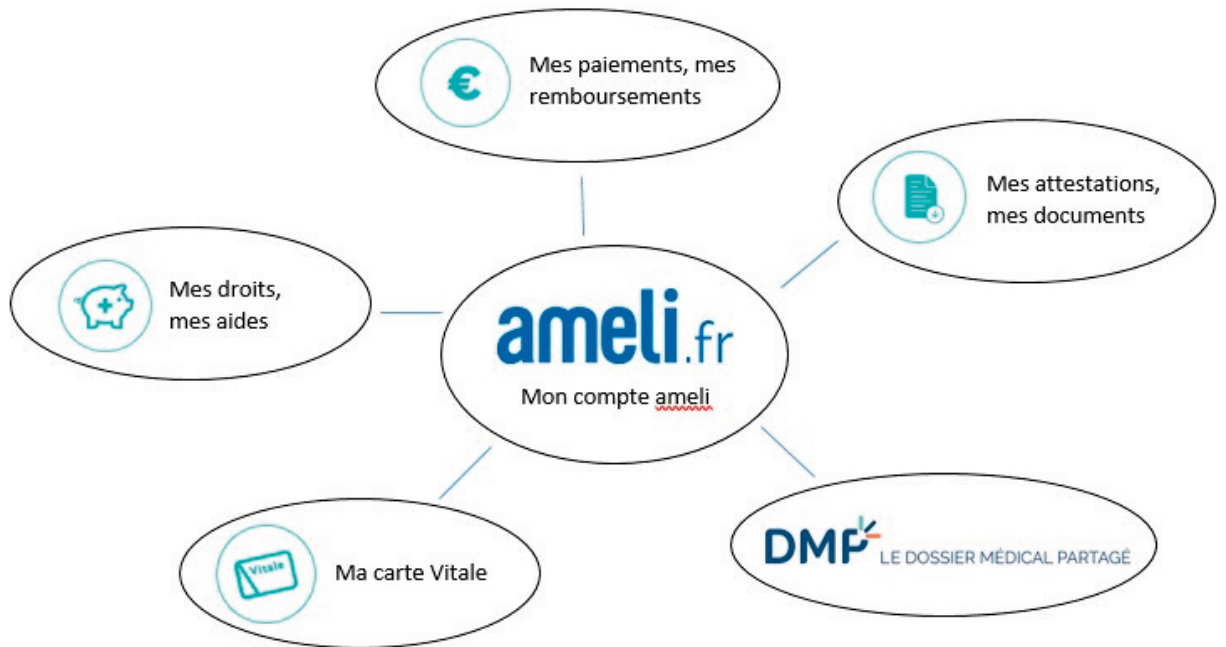 €
Mes paiements, mes
remboursements
Mes attestations,
mes documents
Mes droits,
mes aides
ameli.fr
Mon compte ameli
Vitale
Ma carte Vitale
DMP LE DOSSIER MÉDICAL PARTAGÉ